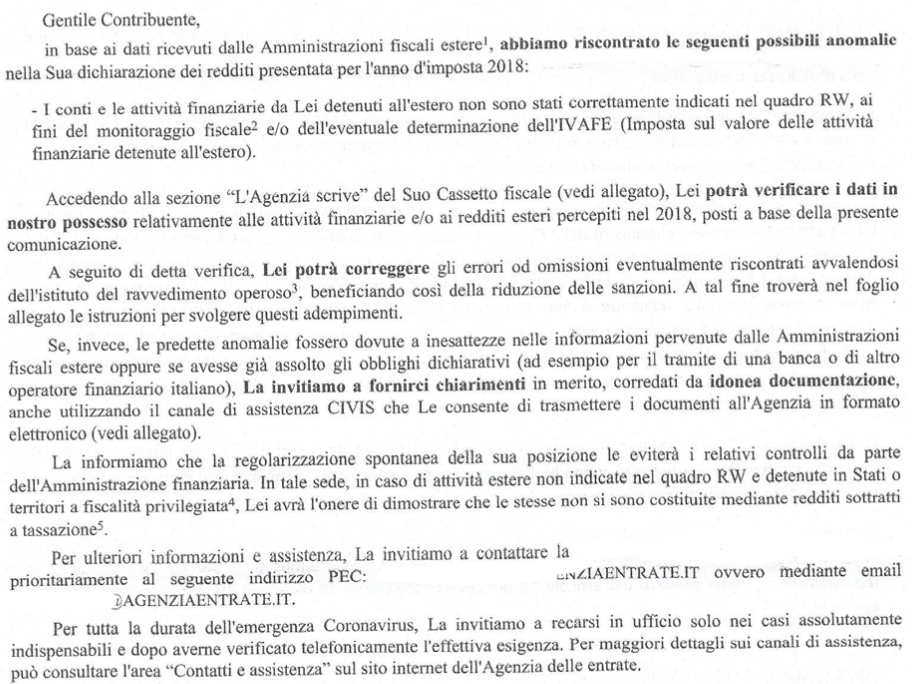 Gentile Contribuente,
in base ai dati ricevuti dalle Amministrazioni fiscali estere¹, abbiamo riscontrato le seguenti possibili anomalie
nella Sua dichiarazione dei redditi presentata per l'anno d'imposta 2018:
- I conti e le attività finanziarie da Lei detenuti all'estero non sono stati correttamente indicati nel quadro RW, ai
fini del monitoraggio fiscale² e/o dell'eventuale determinazione dell'IVAFE (Imposta sul valore delle attività
finanziarie detenute all'estero).
Accedendo alla sezione “L'Agenzia scrive” del Suo Cassetto fiscale (vedi allegato), Lei potrà verificare i dati in
nostro possesso relativamente alle attività finanziarie e/o ai redditi esteri percepiti nel 2018, posti a base della presente
comunicazione.
A seguito di detta verifica, Lei potrà correggere gli errori od omissioni eventualmente riscontrati avvalendosi
dell'istituto del ravvedimento operoso³, beneficiando così della riduzione delle sanzioni. A tal fine troverà nel foglio
allegato le istruzioni per svolgere questi adempimenti.
Se, invece, le predette anomalie fossero dovute a inesattezze nelle informazioni pervenute dalle Amministrazioni
fiscali estere oppure se avesse già assolto gli obblighi dichiarativi (ad esempio per il tramite di una banca o di altro
operatore finanziario italiano), La invitiamo a fornirci chiarimenti in merito, corredati da idonea documentazione,
anche utilizzando il canale di assistenza CIVIS che Le consente di trasmettere i documenti all'Agenzia in formato
elettronico (vedi allegato).
La informiamo che la regolarizzazione spontanea della sua posizione le eviterà i relativi controlli da parte
dell'Amministrazione finanziaria. In tale sede, in caso di attività estere non indicate nel quadro RW e detenute in Stati o
territori a fiscalità privilegiata⁴, Lei avrà l'onere di dimostrare che le stesse non si sono costituite mediante redditi sottratti
a tassazione⁵.
Per ulteriori informazioni e assistenza, La invitiamo a contattare la
prioritariamente al seguente indirizzo PEC: ENZIAENTRATE.IT ovvero mediante email
AGENZIAENTRATE.IT.
Per tutta la durata dell'emergenza Coronavirus, La invitiamo a recarsi in ufficio solo nei casi assolutamente
indispensabili e dopo averne verificato telefonicamente l'effettiva esigenza. Per maggiori dettagli sui canali di assistenza,
può consultare l'area “Contatti e assistenza” sul sito internet dell'Agenzia delle entrate.